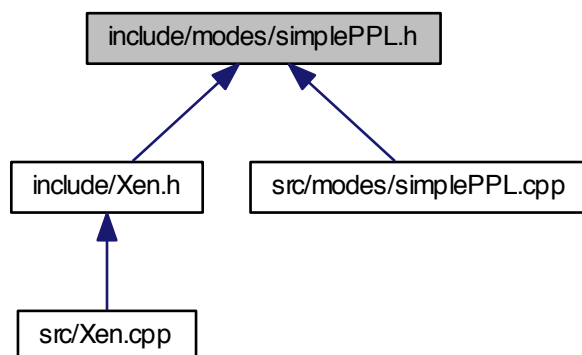 include/modes/simplePPL.h
include/Xen.h
src/modes/simplePPL.cpp
src/Xen.cpp